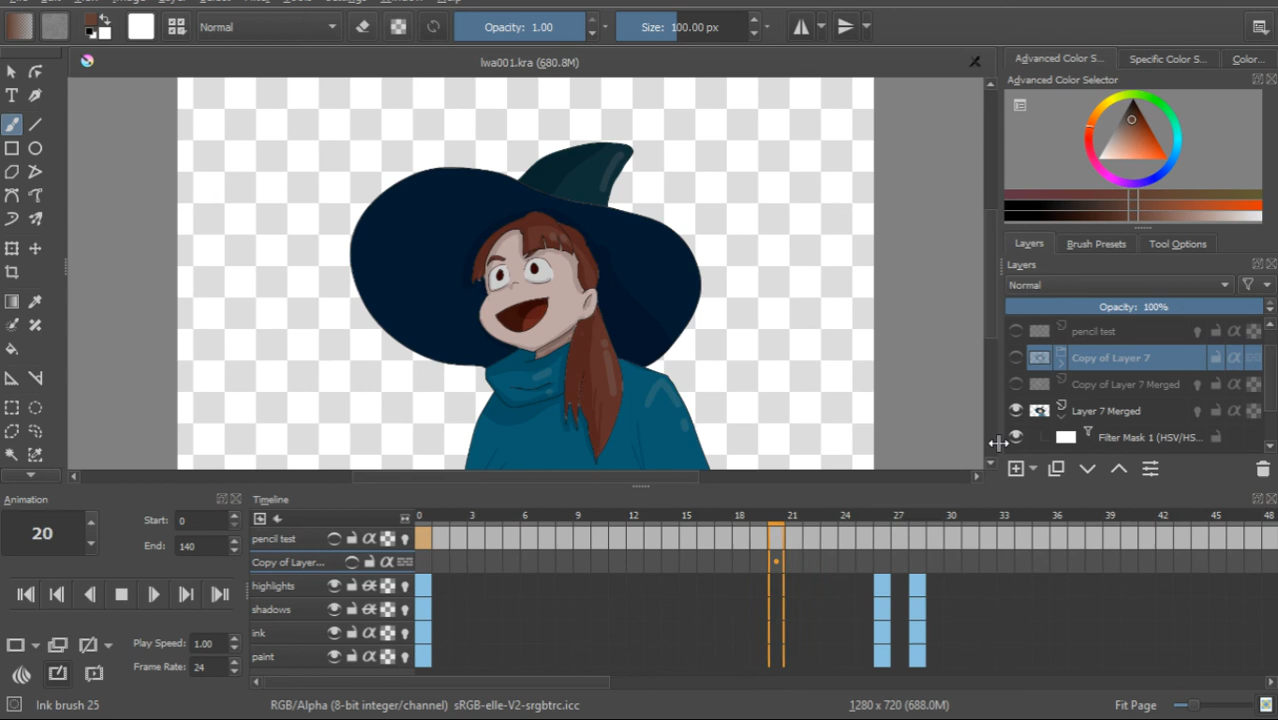 Normal
Opacity: 1.00
Size: 100.00 px
lwa001.kra (680.8M)
Advanced Color S...
Specific Color S...
Color...
Advanced Color Selector
Layers
Brush Presets
Tool Options
Layers
Normal
Opacity: 100%
pencil test
Copy of Layer 7
Copy of Layer 7 Merged
Layer 7 Merged
Filter Mask 1 (HSV/HS...
Animation
20
Start: 0
End: 140
Play Speed: 1.00
Frame Rate: 24
Timeline
0 3 6 9 12 15 18 21 24 27 30 33 36 39 42 45 48
pencil test
Copy of Layer...
highlights
shadows
ink
paint
Ink brush 25
RGB/Alpha (8-bit integer/channel) sRGB-elle-V2-srgbtrc.icc
1280 x 720 (688.0M)
Fit Page